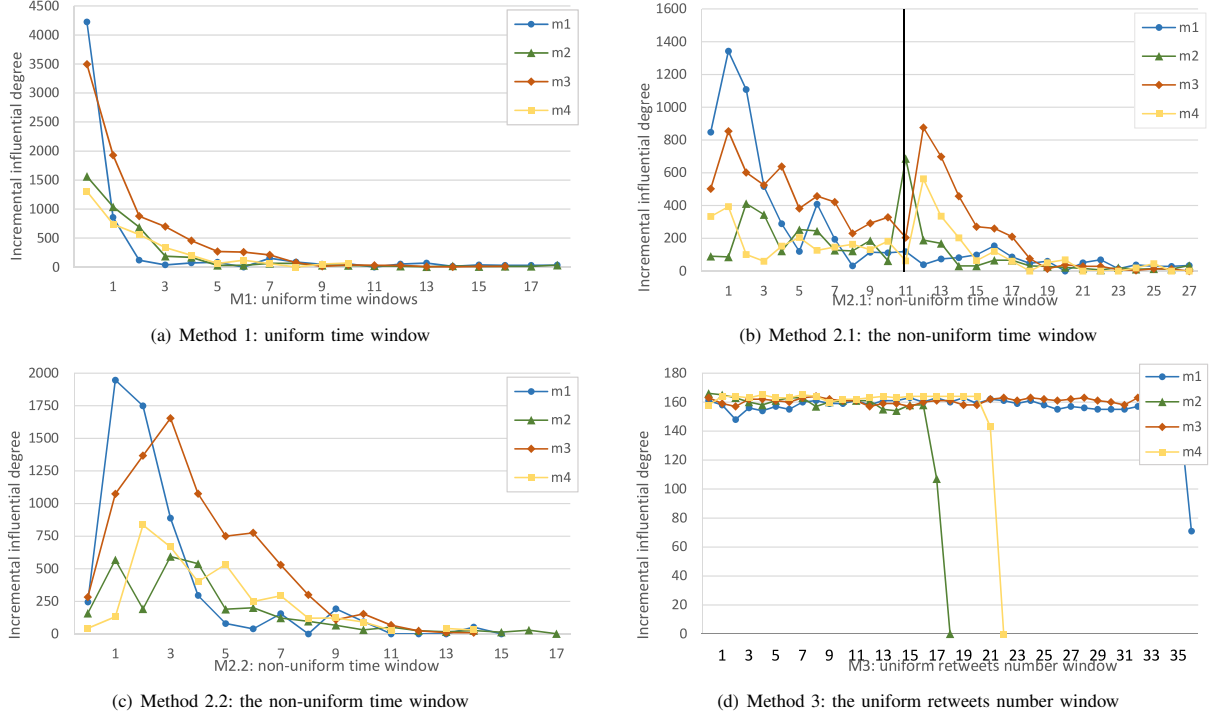 4500
4000
3500
3000
2500
2000
1500
1000
500
0
Incremental influential degree
m1
m2
m3
m4
1 3 5 7 9 11 13 15 17
M1: uniform time windows
(a) Method 1: uniform time window
1600
1400
1200
1000
800
600
400
200
0
Incremental influential degree
m1
m2
m3
m4
1 3 5 7 9 11 13 15 17 19 21 23 25 27
M2.1: non-uniform time window
(b) Method 2.1: the non-uniform time window
2000
1750
1500
1250
1000
750
500
250
0
Incremental influential degree
m1
m2
m3
m4
1 3 5 7 9 11 13 15 17
M2.2: non-uniform time window
(c) Method 2.2: the non-uniform time window
180
160
140
120
100
80
60
40
20
0
Incremental influential degree
m1
m2
m3
m4
1 3 5 7 9 11 13 15 17 19 21 23 25 27 29 31 33 35
M3: uniform retweets number window
(d) Method 3: the uniform retweets number window